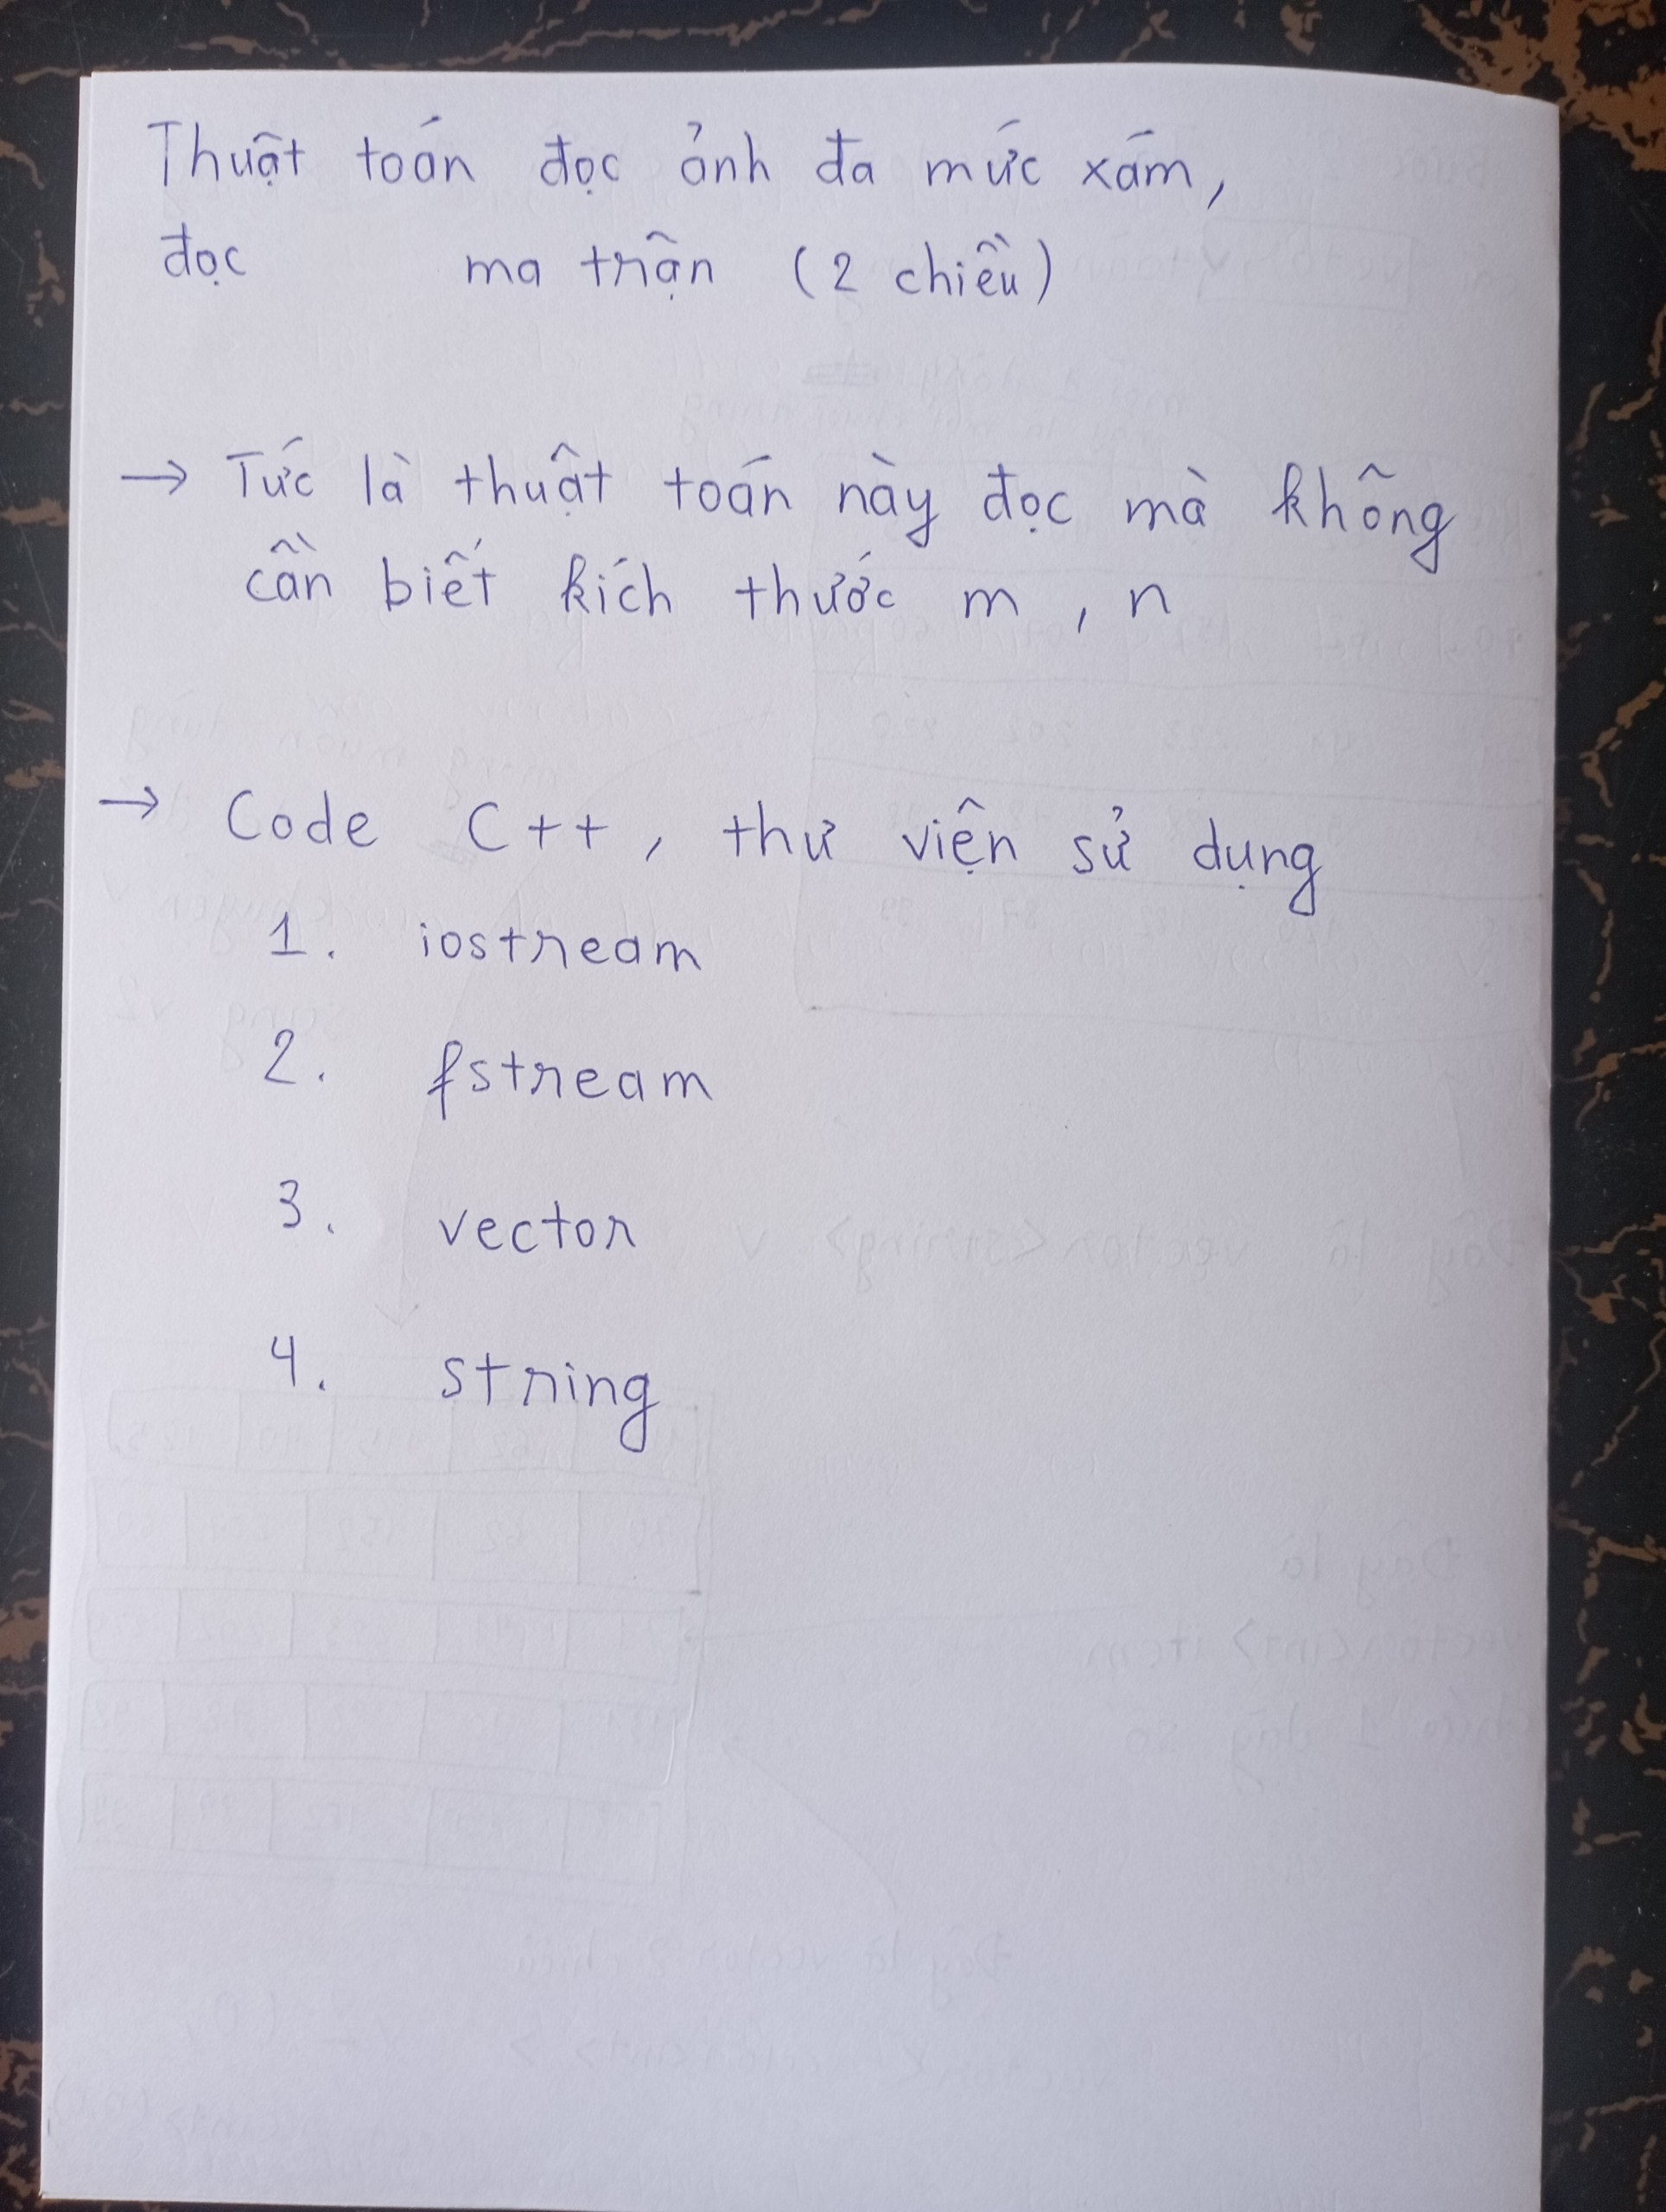 Thuật toán đọc ảnh đa mức xám,
đọc ma trận (2 chiều)
→ Tức là thuật toán này đọc mà không
cần biết kích thước m, n
→ Code C++, thư viện sử dụng
1. iostream
2. fstream
3. vector
4. string